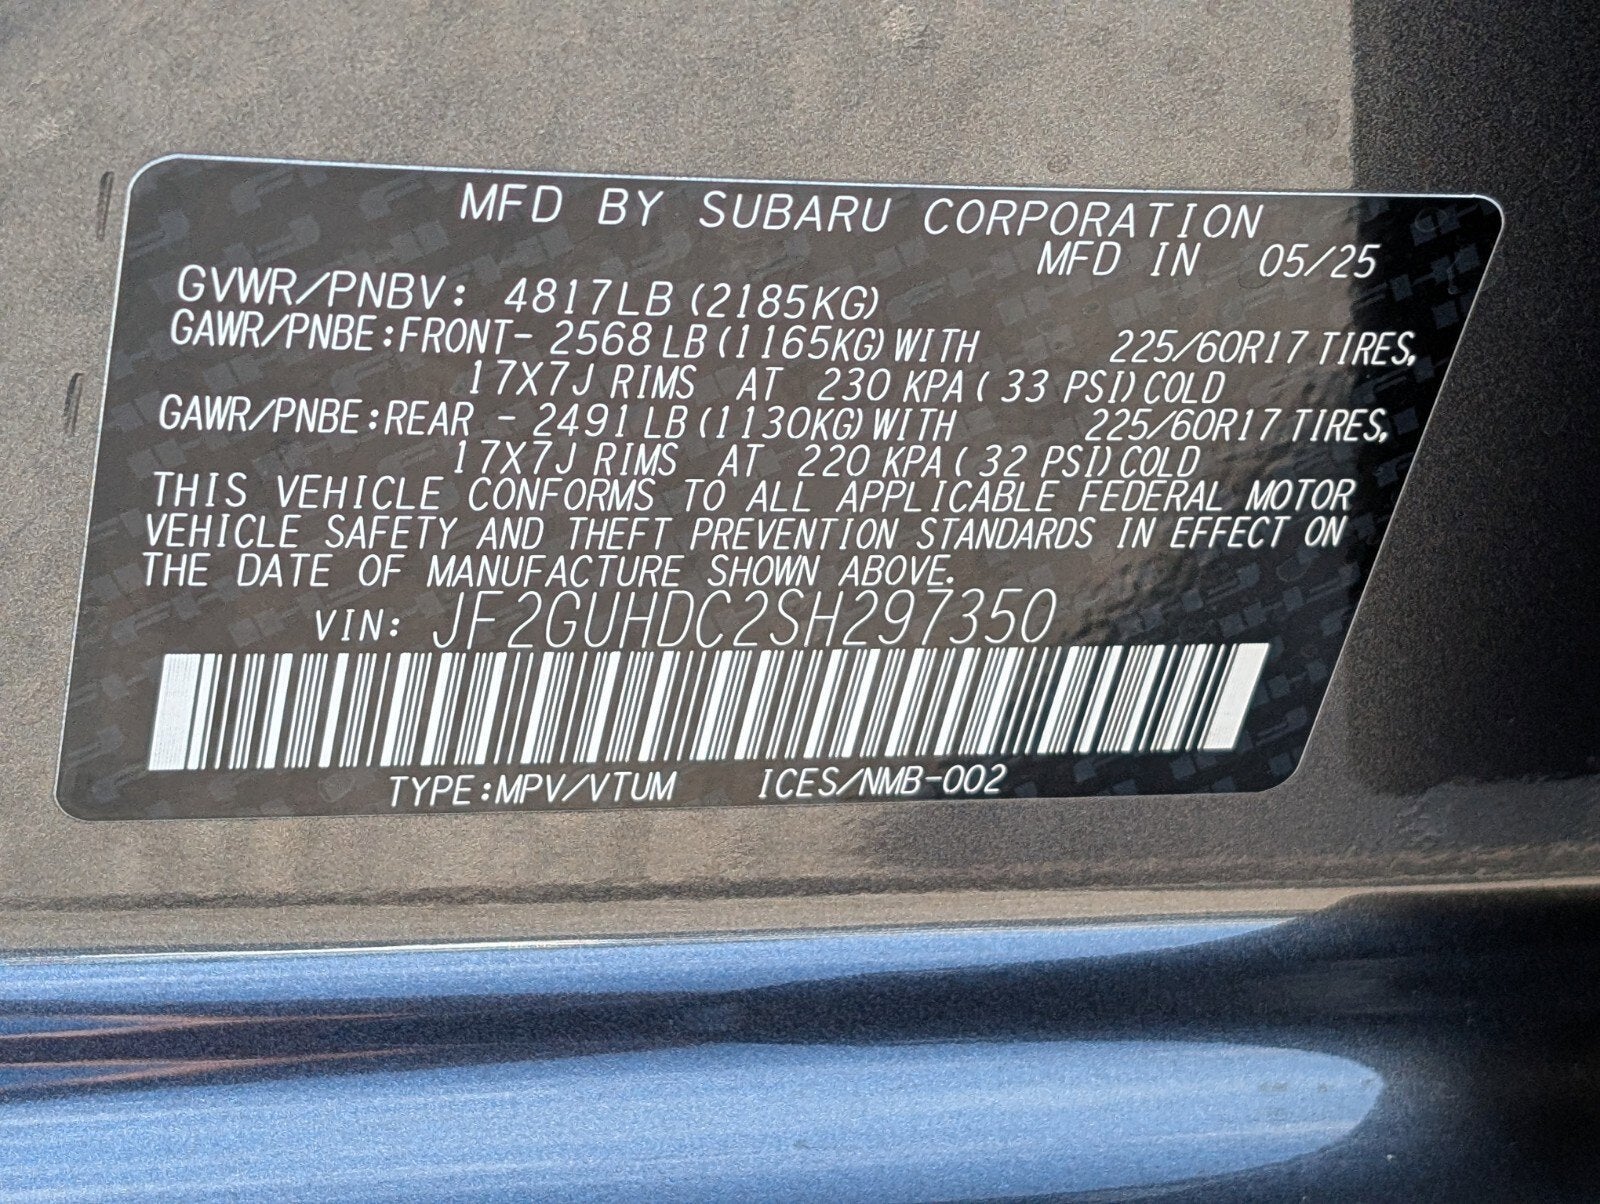 MFD BY SUBARU CORPORATION
MFD IN 05/25
GVWR/PNBV: 4817LB (2185KG)
GAWR/PNBE:FRONT- 2568 LB (1165KG) WITH 225/60R17 TIRES,
17X7J RIMS AT 230 KPA ( 33 PSI) COLD
GAWR/PNBE:REAR - 2491 LB (1130KG) WITH 225/60R17 TIRES,
17X7J RIMS AT 220 KPA ( 32 PSI) COLD
THIS VEHICLE CONFORMS TO ALL APPLICABLE FEDERAL MOTOR
VEHICLE SAFETY AND THEFT PREVENTION STANDARDS IN EFFECT ON
THE DATE OF MANUFACTURE SHOWN ABOVE.
VIN: JF2GUHDC2SH297350
TYPE:MPV/VTUM ICES/NMB-002